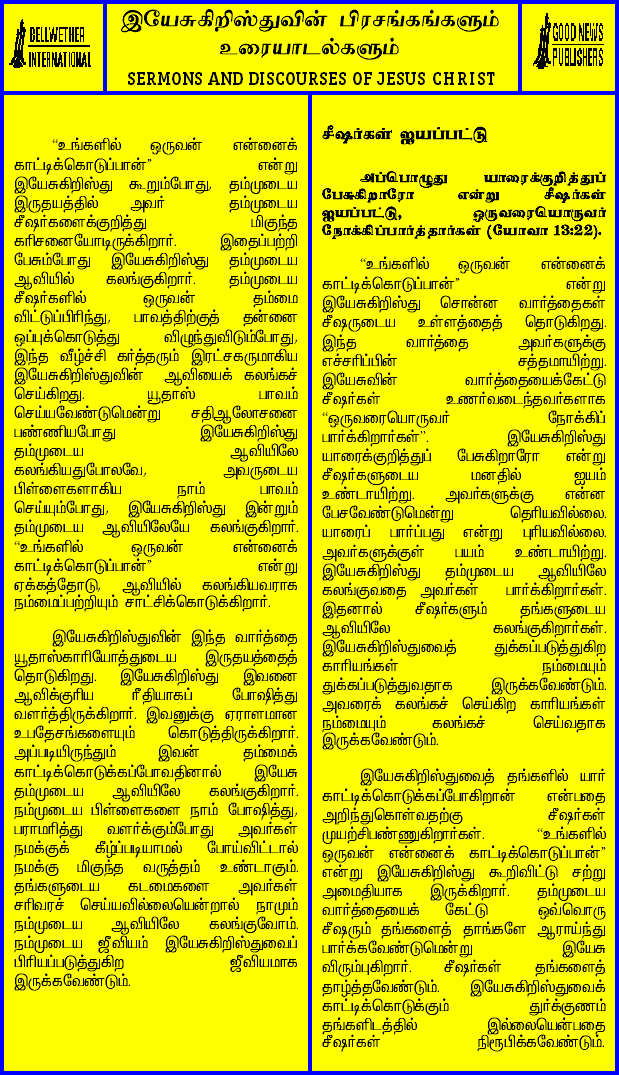 BELLWETHER
INTERNATIONAL
இயேசுகிறிஸ்துவின் பிரசங்கங்களும்
உரையாடல்களும்
SERMONS AND DISCOURSES OF JESUS CHRIST
GOOD NEWS
PUBLISHERS
“உங்களில் ஒருவன் என்னைக்
காட்டிக்கொடுப்பான்” என்று
இயேசுகிறிஸ்து கூறும்போது, தம்முடைய
இருதயத்தில் அவர் தம்முடைய
சீஷர்களைக்குறித்து மிகுந்த
கரிசனையோடிருக்கிறார். இதைப்பற்றி
பேசும்போது இயேசுகிறிஸ்து தம்முடைய
ஆவியில் கலங்குகிறார். தம்முடைய
சீஷர்களில் ஒருவன் தம்மை
விட்டுப்பிரிந்து, பாவத்திற்குத் தன்னை
ஒப்புக்கொடுத்து விழுந்துவிடும்போது,
இந்த வீழ்ச்சி கர்த்தரும் இரட்சகருமாகிய
இயேசுகிறிஸ்துவின் ஆவியைக் கலங்கச்
செய்கிறது. யூதாஸ் பாவம்
செய்யவேண்டுமென்று சதிஆலோசனை
பண்ணியபோது இயேசுகிறிஸ்து
தம்முடைய ஆவியிலே
கலங்கியதுபோலவே, அவருடைய
பிள்ளைகளாகிய நாம் பாவம்
செய்யும்போது, இயேசுகிறிஸ்து இன்றும்
தம்முடைய ஆவியிலேயே கலங்குகிறார்.
“உங்களில் ஒருவன் என்னைக்
காட்டிக்கொடுப்பான்” என்று
ஏக்கத்தோடு, ஆவியில் கலங்கியவராக
நம்மைப்பற்றியும் சாட்சிக்கொடுக்கிறார்.
இயேசுகிறிஸ்துவின் இந்த வார்த்தை
யூதாஸ்காரியோத்துடைய இருதயத்தைத்
தொடுகிறது. இயேசுகிறிஸ்து இவனை
ஆவிக்குரிய ரீதியாகப் போஷித்து
வளர்த்திருக்கிறார். இவனுக்கு ஏராளமான
உபதேசங்களையும் கொடுத்திருக்கிறார்.
அப்படியிருந்தும் இவன் தம்மைக்
காட்டிக்கொடுக்கப்போவதினால் இயேசு
தம்முடைய ஆவியிலே கலங்குகிறார்.
நம்முடைய பிள்ளைகளை நாம் போஷித்து,
பராமரித்து வளர்க்கும்போது அவர்கள்
நமக்குக் கீழ்ப்படியாமல் போய்விட்டால்
நமக்கு மிகுந்த வருத்தம் உண்டாகும்.
தங்களுடைய கடமைகளை அவர்கள்
சரிவரச் செய்யவில்லையென்றால் நாமும்
நம்முடைய ஆவியிலே கலங்குவோம்.
நம்முடைய ஜீவியம் இயேசுகிறிஸ்துவைப்
பிரியப்படுத்துகிற ஜீவியமாக
இருக்கவேண்டும்.
சீஷர்கள் ஐயப்பட்டு
அப்பொழுது யாரைக்குறித்துப்
பேசுகிறாரோ என்று சீஷர்கள்
ஐயப்பட்டு, ஒருவரையொருவர்
நோக்கிப்பார்த்தார்கள் (யோவா 13:22).
“உங்களில் ஒருவன் என்னைக்
காட்டிக்கொடுப்பான்” என்று
இயேசுகிறிஸ்து சொன்ன வார்த்தைகள்
சீஷருடைய உள்ளத்தைத் தொடுகிறது.
இந்த வார்த்தை அவர்களுக்கு
எச்சரிப்பின் சத்தமாயிற்று.
இயேசுவின் வார்த்தையைக்கேட்டு
சீஷர்கள் உணர்வடைந்தவர்களாக
“ஒருவரையொருவர் நோக்கிப்
பார்க்கிறார்கள்”. இயேசுகிறிஸ்து
யாரைக்குறித்துப் பேசுகிறாரோ என்று
சீஷர்களுடைய மனதில் ஐயம்
உண்டாயிற்று. அவர்களுக்கு என்ன
பேசவேண்டுமென்று தெரியவில்லை.
யாரைப் பார்ப்பது என்று புரியவில்லை.
அவர்களுக்குள் பயம் உண்டாயிற்று.
இயேசுகிறிஸ்து தம்முடைய ஆவியிலே
கலங்குவதை அவர்கள் பார்க்கிறார்கள்.
இதனால் சீஷர்களும் தங்களுடைய
ஆவியிலே கலங்குகிறார்கள்.
இயேசுகிறிஸ்துவைத் துக்கப்படுத்துகிற
காரியங்கள் நம்மையும்
துக்கப்படுத்துவதாக இருக்கவேண்டும்.
அவரைக் கலங்கச் செய்கிற காரியங்கள்
நம்மையும் கலங்கச் செய்வதாக
இருக்கவேண்டும்.
இயேசுகிறிஸ்துவைத் தங்களில் யார்
காட்டிக்கொடுக்கப்போகிறான் என்பதை
அறிந்துகொள்வதற்கு சீஷர்கள்
முயற்சிபண்ணுகிறார்கள். “உங்களில்
ஒருவன் என்னைக் காட்டிக்கொடுப்பான்”
என்று இயேசுகிறிஸ்து கூறிவிட்டு சற்று
அமைதியாக இருக்கிறார். தம்முடைய
வார்த்தையைக் கேட்டு ஒவ்வொரு
சீஷரும் தங்களைத் தாங்களே ஆராய்ந்து
பார்க்கவேண்டுமென்று இயேசு
விரும்புகிறார். சீஷர்கள் தங்களைத்
தாழ்த்தவேண்டும். இயேசுகிறிஸ்துவைக்
காட்டிக்கொடுக்கும் துர்க்குணம்
தங்களிடத்தில் இல்லையென்பதை
சீஷர்கள் நிரூபிக்கவேண்டும்.